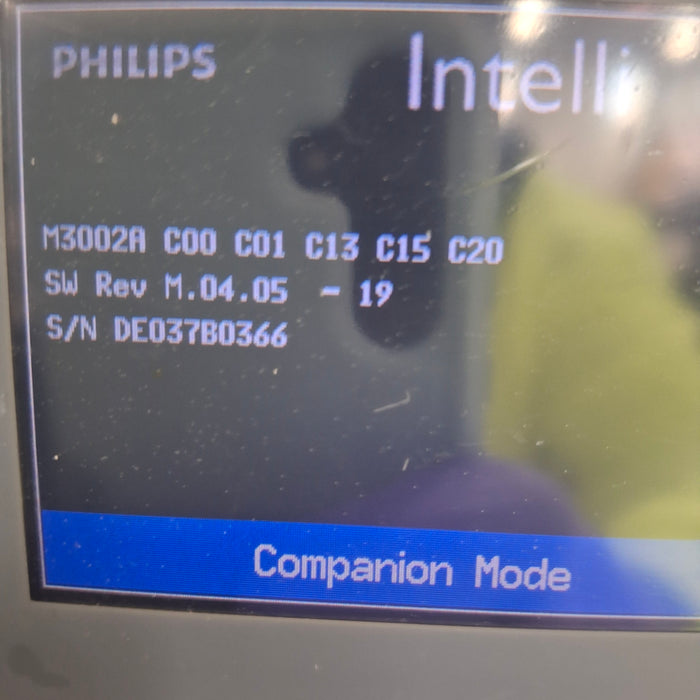 PHILIPS
Intelli
M3002A C00 C01 C13 C15 C20
SW Rev M.04.05 - 19
S/N DE037B0366
Companion Mode